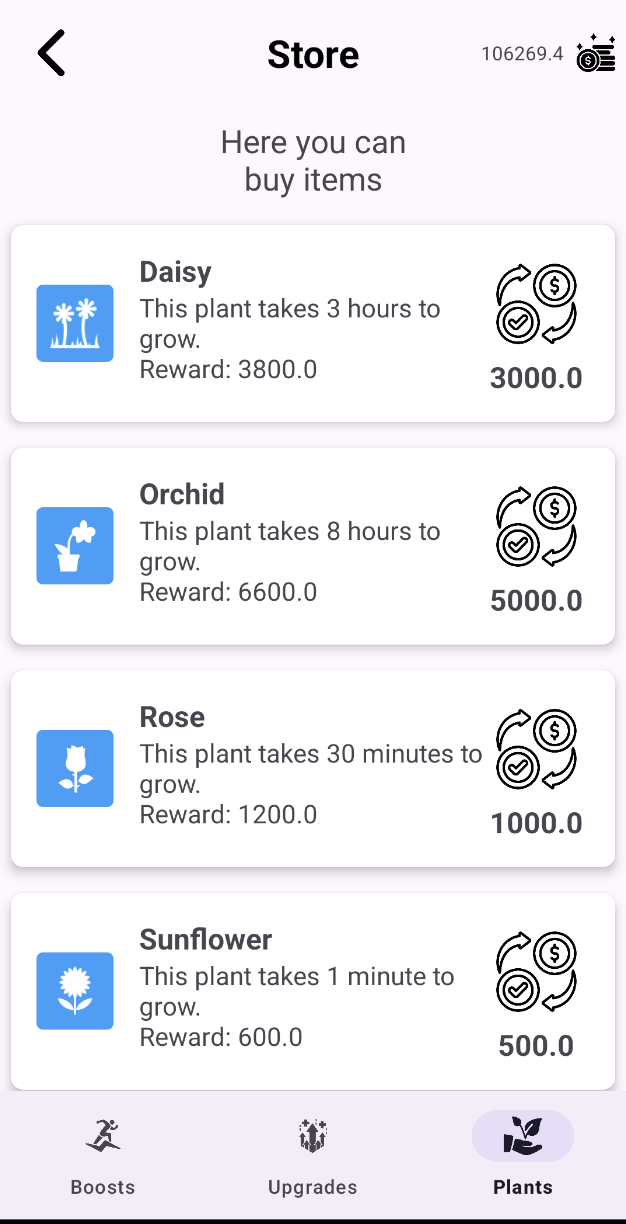 Store
106269.4
Here you can
buy items
Daisy
This plant takes 3 hours to
grow.
Reward: 3800.0
3000.0
Orchid
This plant takes 8 hours to
grow.
Reward: 6600.0
5000.0
Rose
This plant takes 30 minutes to
grow.
Reward: 1200.0
1000.0
Sunflower
This plant takes 1 minute to
grow.
Reward: 600.0
500.0
Boosts
Upgrades
Plants